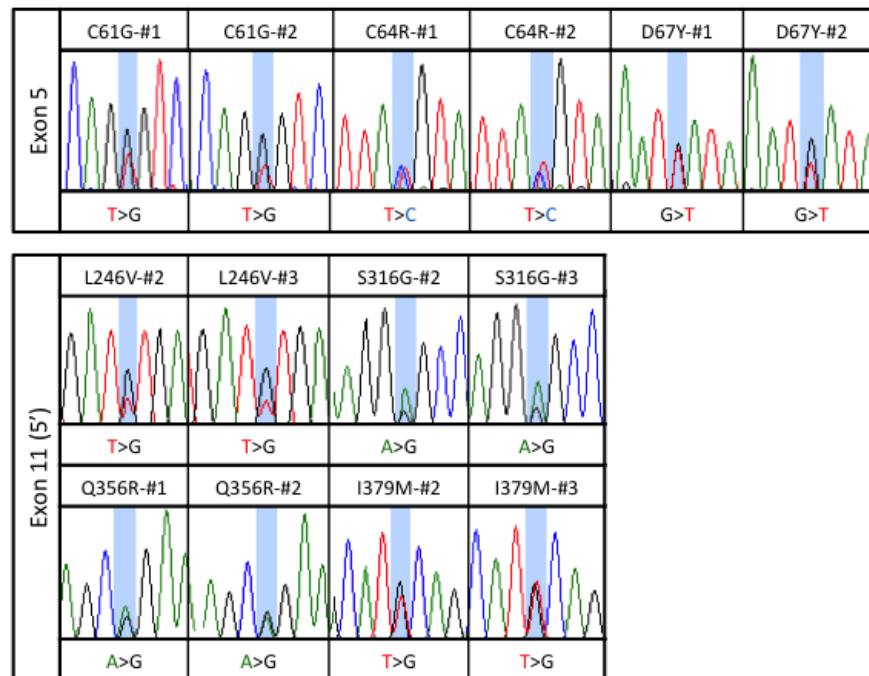 Exon 5
C61G-#1 C61G-#2 C64R-#1 C64R-#2 D67Y-#1 D67Y-#2
T>G T>G T>C T>C G>T G>T
Exon 11 (5')
L246V-#2 L246V-#3 S316G-#2 S316G-#3
T>G T>G A>G A>G
Q356R-#1 Q356R-#2 I379M-#2 I379M-#3
A>G A>G T>G T>G